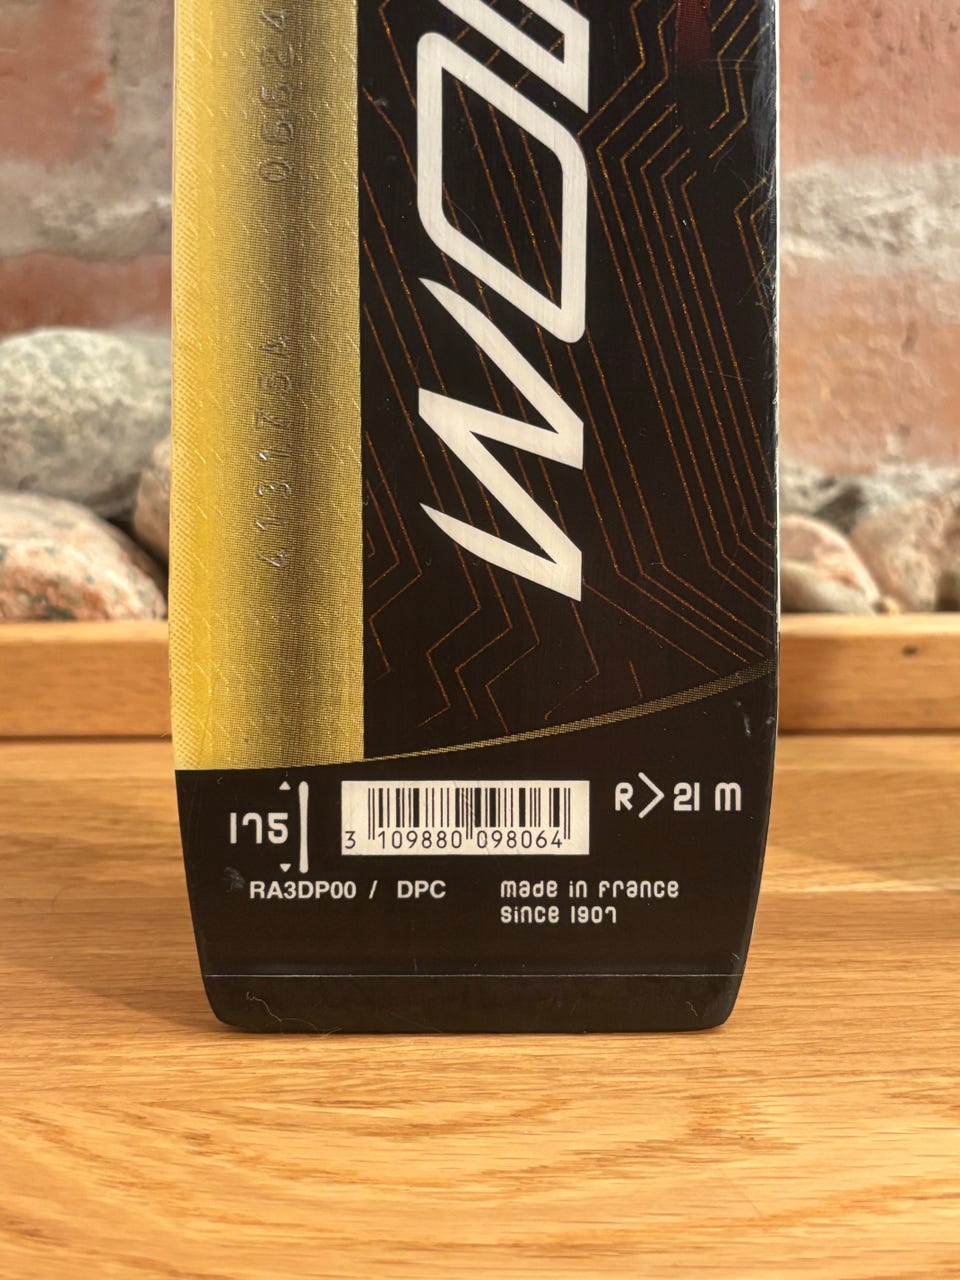 175
3 109880 098064
R>21 M
RA3DP00 / DPC
made in france
since 1907